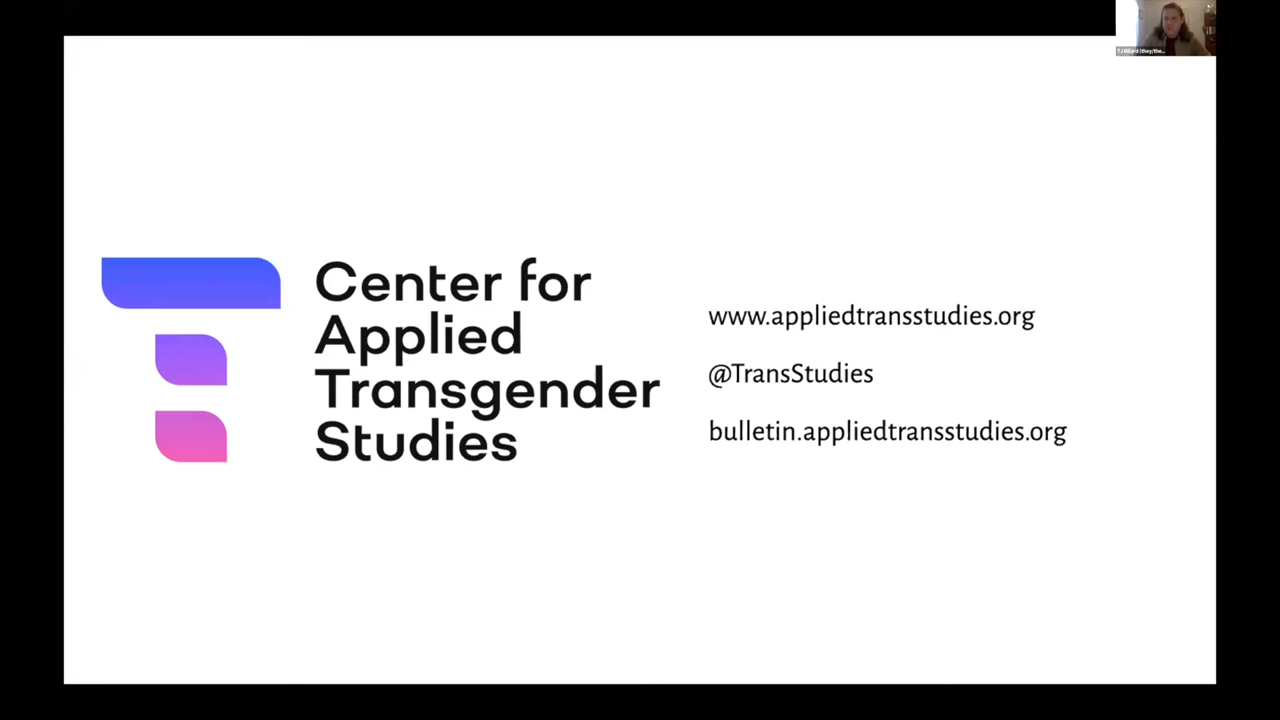 Center for
Applied
Transgender
Studies
www.appliedtransstudies.org
@TransStudies
bulletin.appliedtransstudies.org